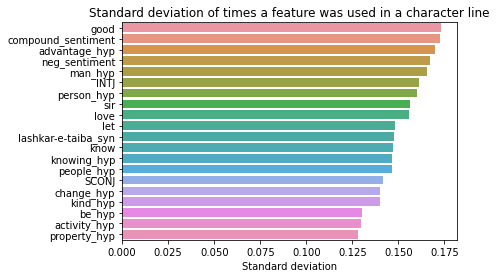 Standard deviation of times a feature was used in a character line
good
compound_sentiment
advantage_hyp
neg_sentiment
man_hyp
INTJ
person_hyp
sir
love
let
lashkar-e-taiba_syn
know
knowing_hyp
people_hyp
SCONJ
change_hyp
kind_hyp
be_hyp
activity_hyp
property_hyp
0.000 0.025 0.050 0.075 0.100 0.125 0.150 0.175
Standard deviation